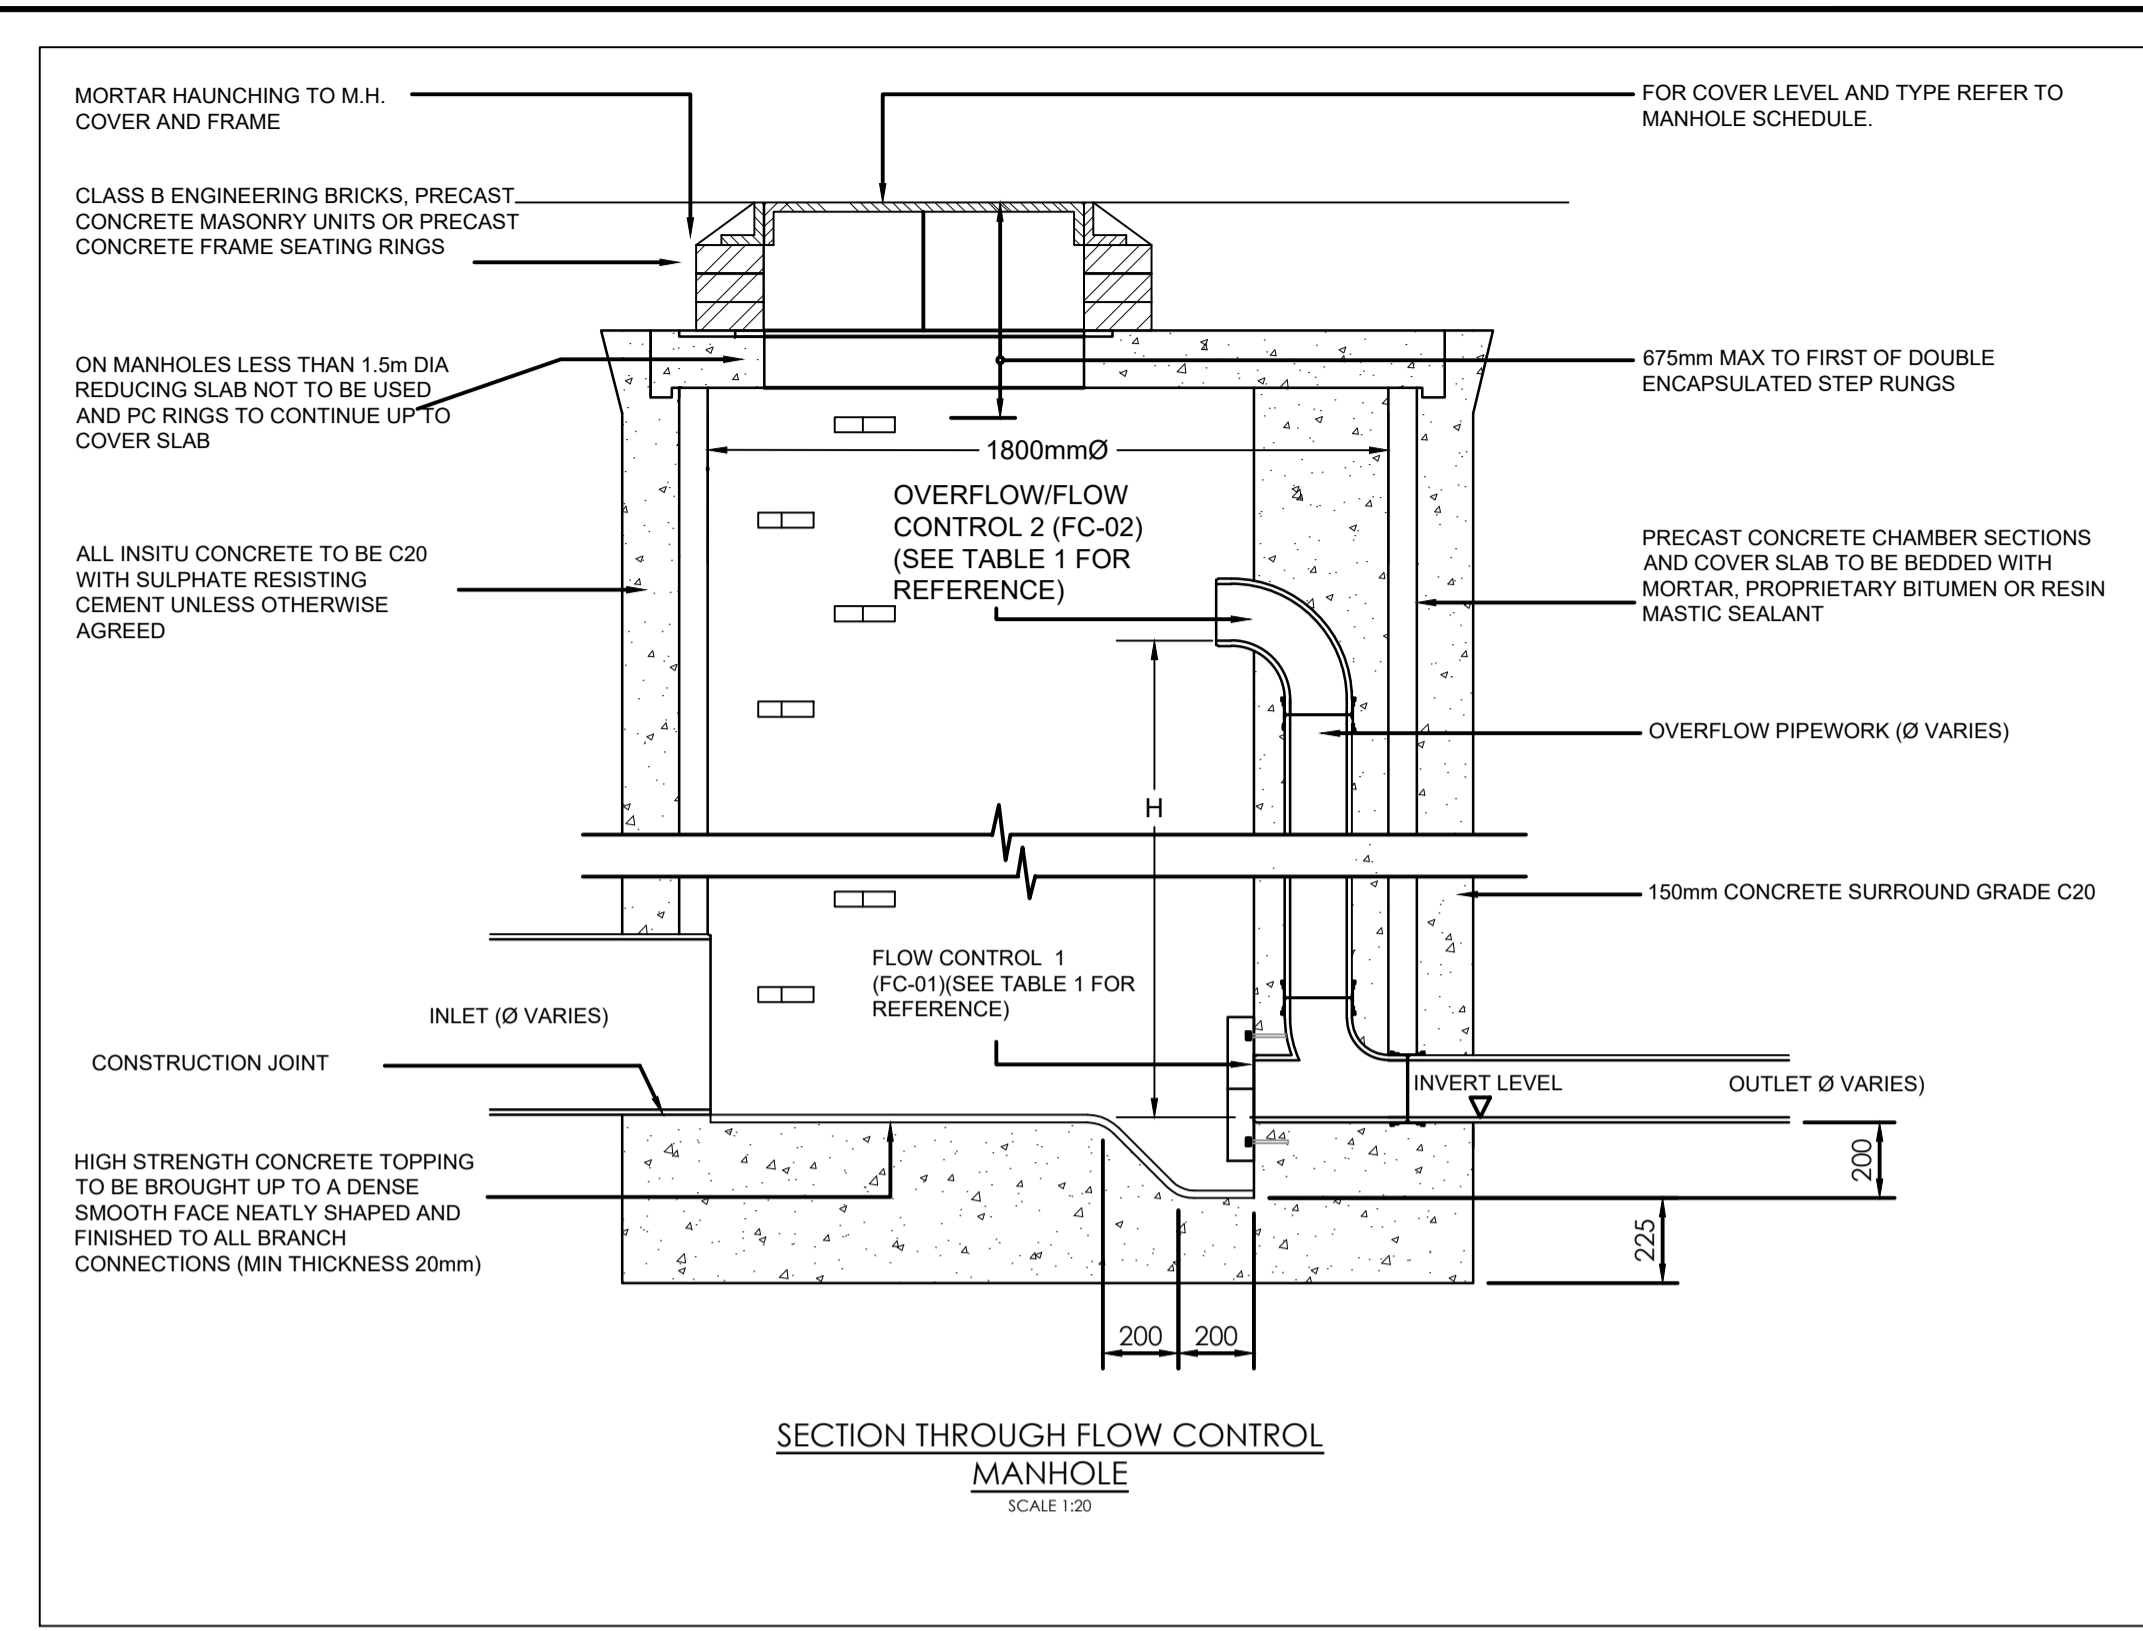 MORTAR HAUNCHING TO M.H.
COVER AND FRAME
FOR COVER LEVEL AND TYPE REFER TO
MANHOLE SCHEDULE.
CLASS B ENGINEERING BRICKS, PRECAST
CONCRETE MASONRY UNITS OR PRECAST
CONCRETE FRAME SEATING RINGS
ON MANHOLES LESS THAN 1.5m DIA
REDUCING SLAB NOT TO BE USED
AND PC RINGS TO CONTINUE UP TO
COVER SLAB
675mm MAX TO FIRST OF DOUBLE
ENCAPSULATED STEP RUNGS
1800mmØ
OVERFLOW/FLOW
CONTROL 2 (FC-02)
(SEE TABLE 1 FOR
REFERENCE)
ALL INSITU CONCRETE TO BE C20
WITH SULPHATE RESISTING
CEMENT UNLESS OTHERWISE
AGREED
PRECAST CONCRETE CHAMBER SECTIONS
AND COVER SLAB TO BE BEDDED WITH
MORTAR, PROPRIETARY BITUMEN OR RESIN
MASTIC SEALANT
OVERFLOW PIPEWORK (Ø VARIES)
H
150mm CONCRETE SURROUND GRADE C20
FLOW CONTROL 1
(FC-01)(SEE TABLE 1 FOR
REFERENCE)
INLET (Ø VARIES)
CONSTRUCTION JOINT
INVERT LEVEL
OUTLET Ø VARIES)
HIGH STRENGTH CONCRETE TOPPING
TO BE BROUGHT UP TO A DENSE
SMOOTH FACE NEATLY SHAPED AND
FINISHED TO ALL BRANCH
CONNECTIONS (MIN THICKNESS 20mm)
200
225
200 200
SECTION THROUGH FLOW CONTROL
MANHOLE
SCALE 1:20